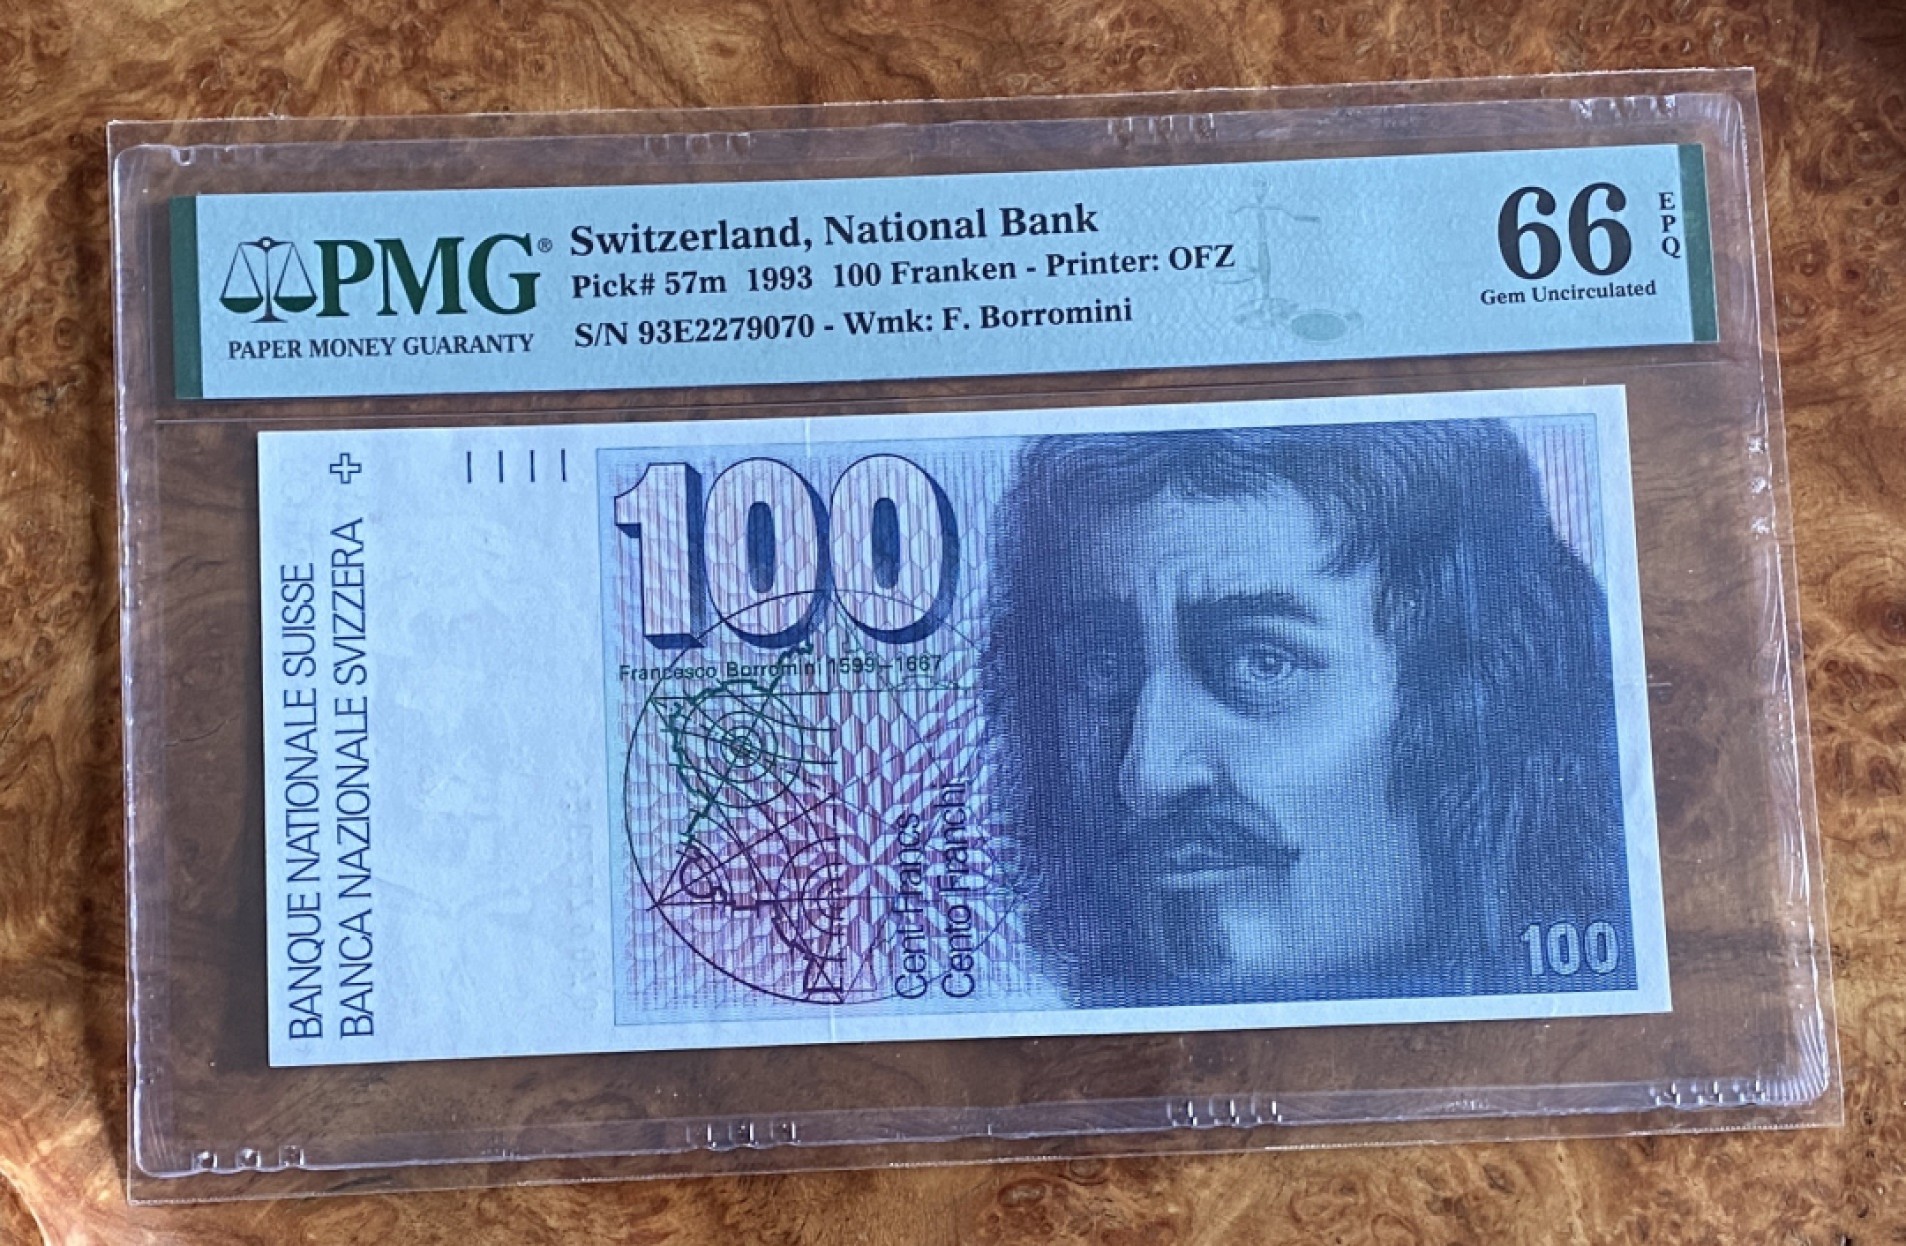 PMG®
PAPER MONEY GUARANTY
Switzerland, National Bank
Pick# 57m 1993 100 Franken - Printer: OFZ
S/N 93E2279070 - Wmk: F. Borromini
66
EPQ
Gem Uncirculated
BANQUE NATIONALE SUISSE
BANCA NAZIONALE SVIZZERA
100
Francesco Borromini 1599–1667
Cent Francs
Cento Franchi
100